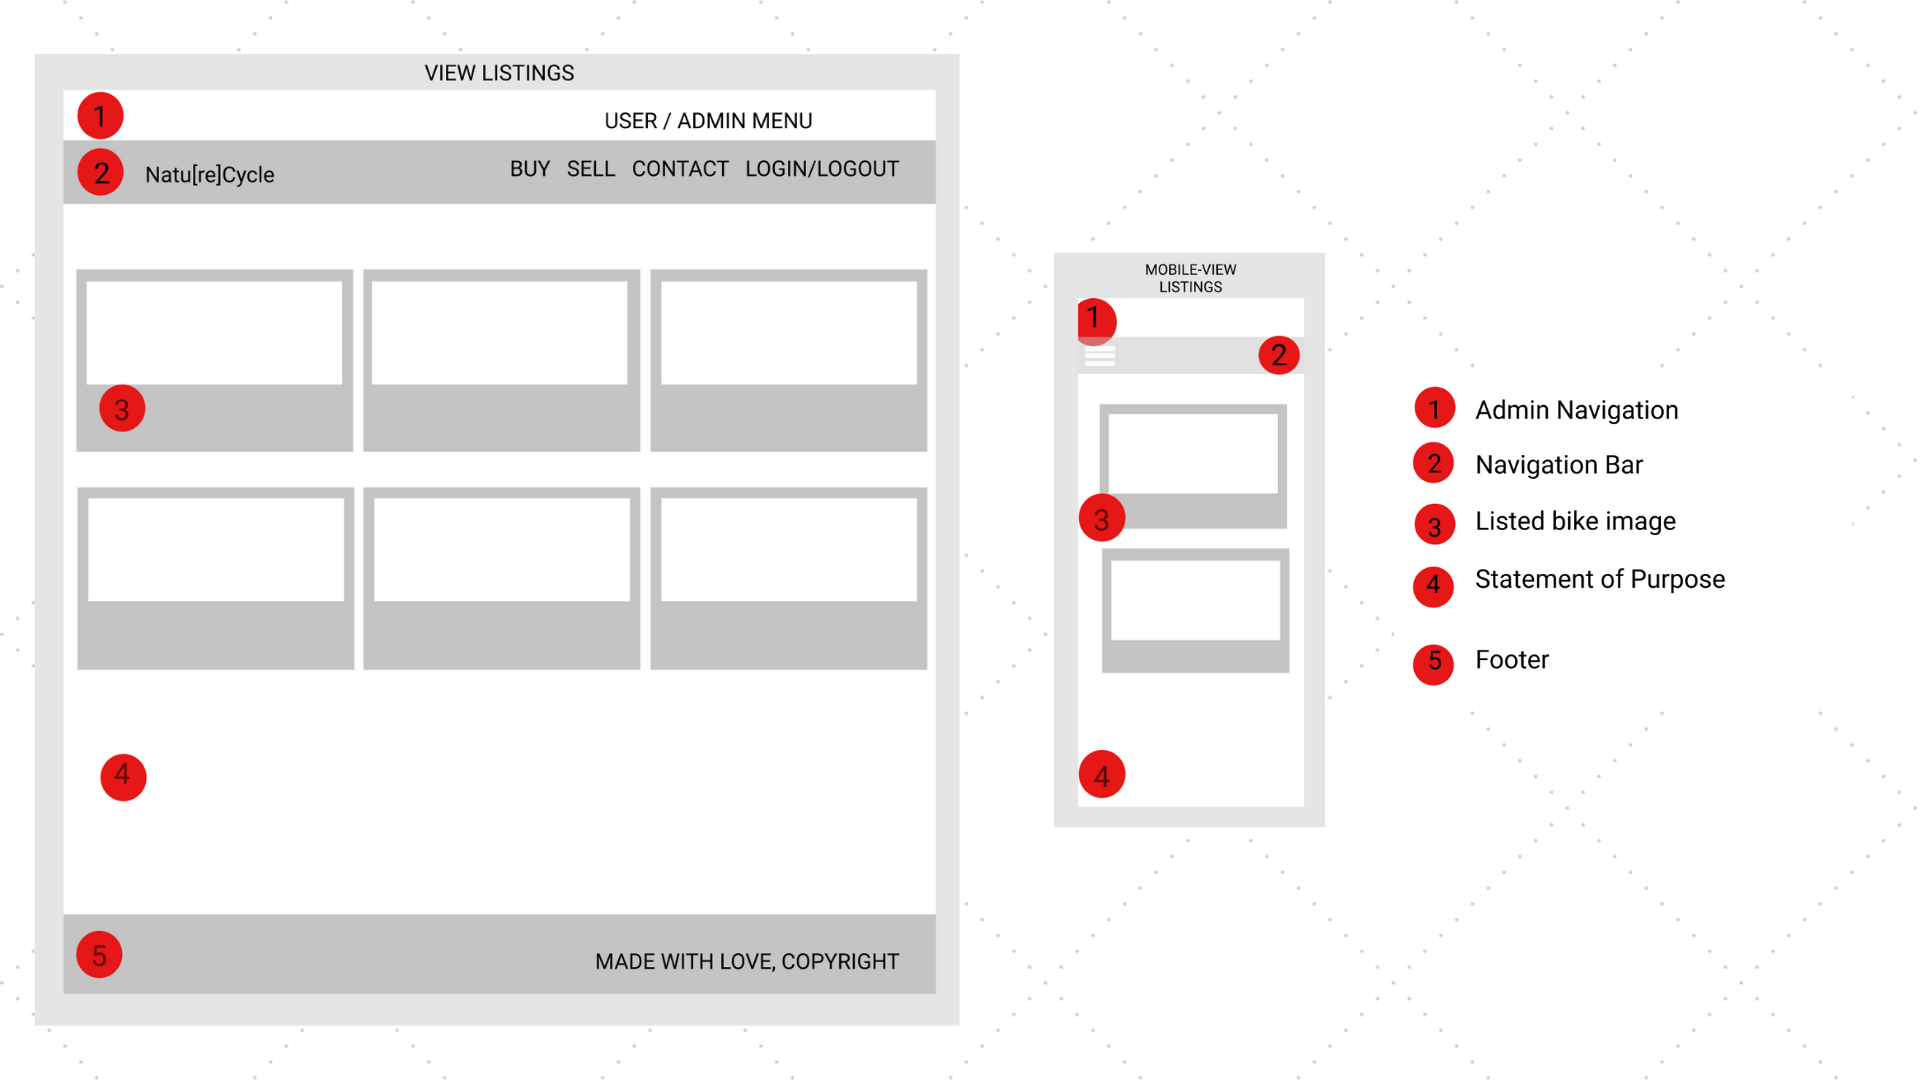 VIEW LISTINGS
1
USER / ADMIN MENU
2
Natu[re]Cycle
BUY SELL CONTACT LOGIN/LOGOUT
3
4
5
MADE WITH LOVE, COPYRIGHT
MOBILE-VIEW
LISTINGS
1
2
3
4
1 Admin Navigation
2 Navigation Bar
3 Listed bike image
4 Statement of Purpose
5 Footer